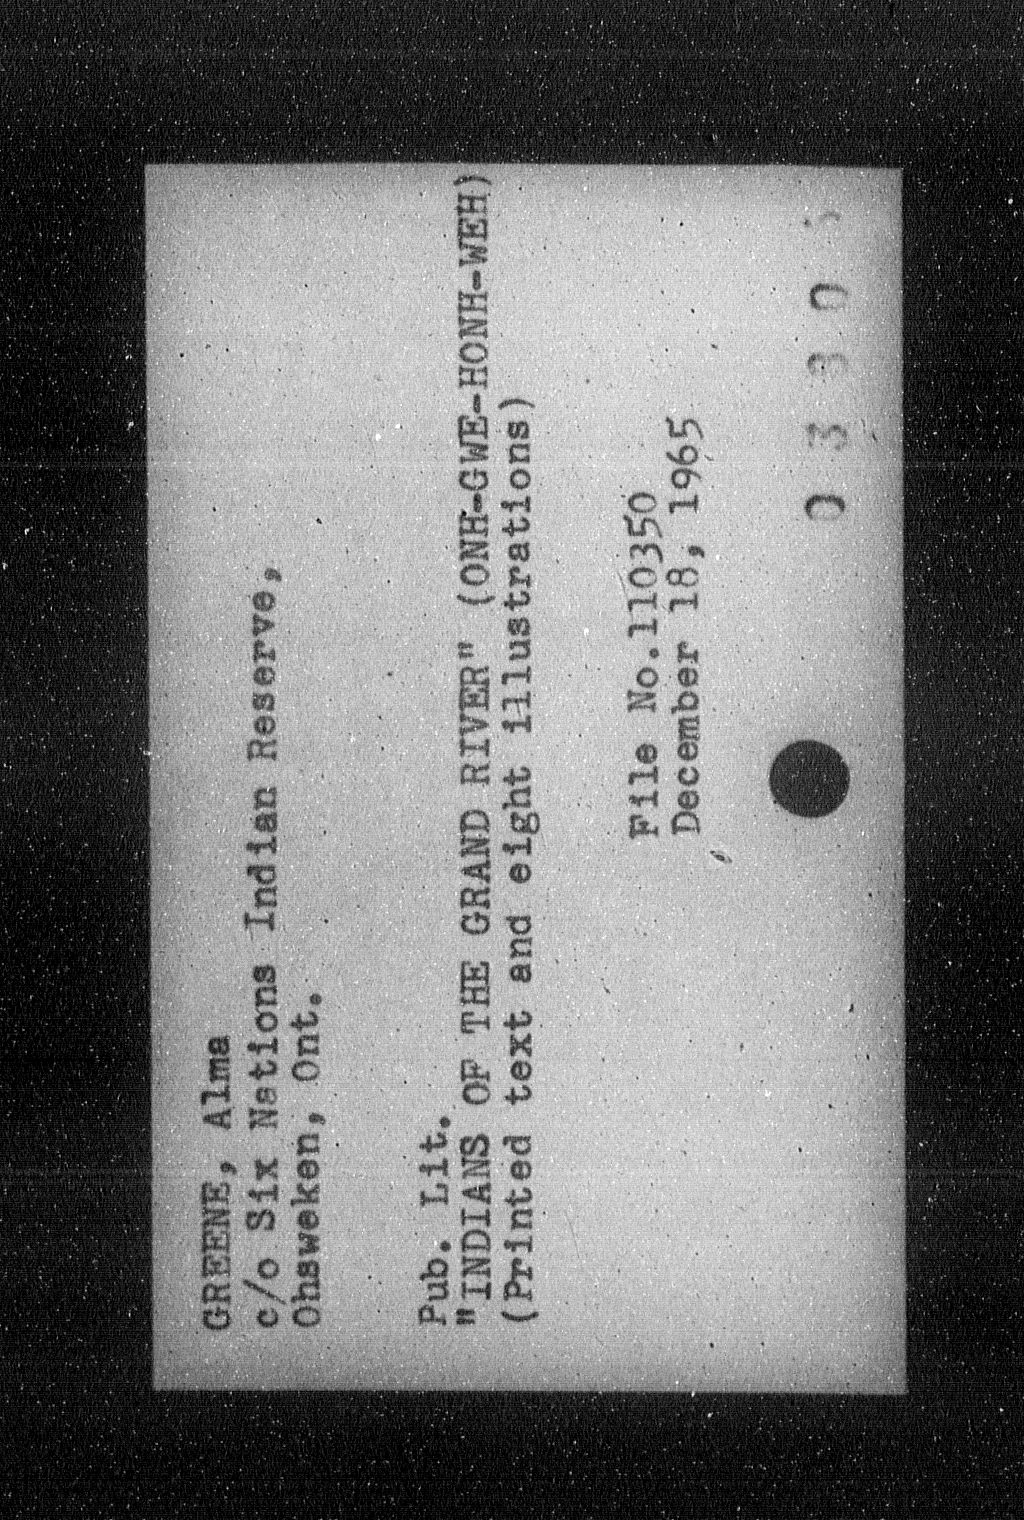 GREENE, Alma
c/o Six Nations Indian Reserve,
Ohsweken, Ont.
Pub. Lit.
"INDIANS OF THE GRAND RIVER" (ONH-GWE-HONH-WEH)
(Printed text and eight illustrations)
File No.110350
December 18, 1965